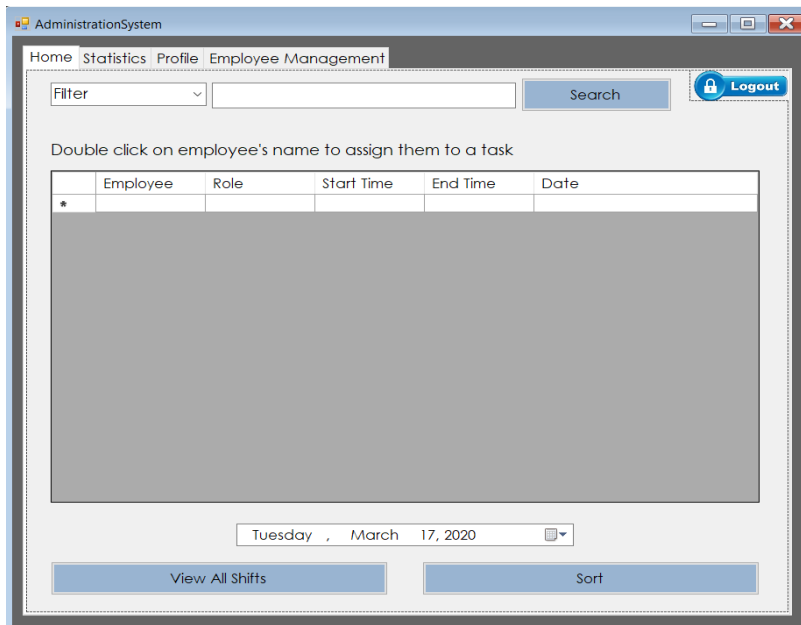 AdministrationSystem
Home Statistics Profile Employee Management
Filter Search Logout
Double click on employee's name to assign them to a task
Employee Role Start Time End Time Date
*
Tuesday , March 17, 2020
View All Shifts Sort